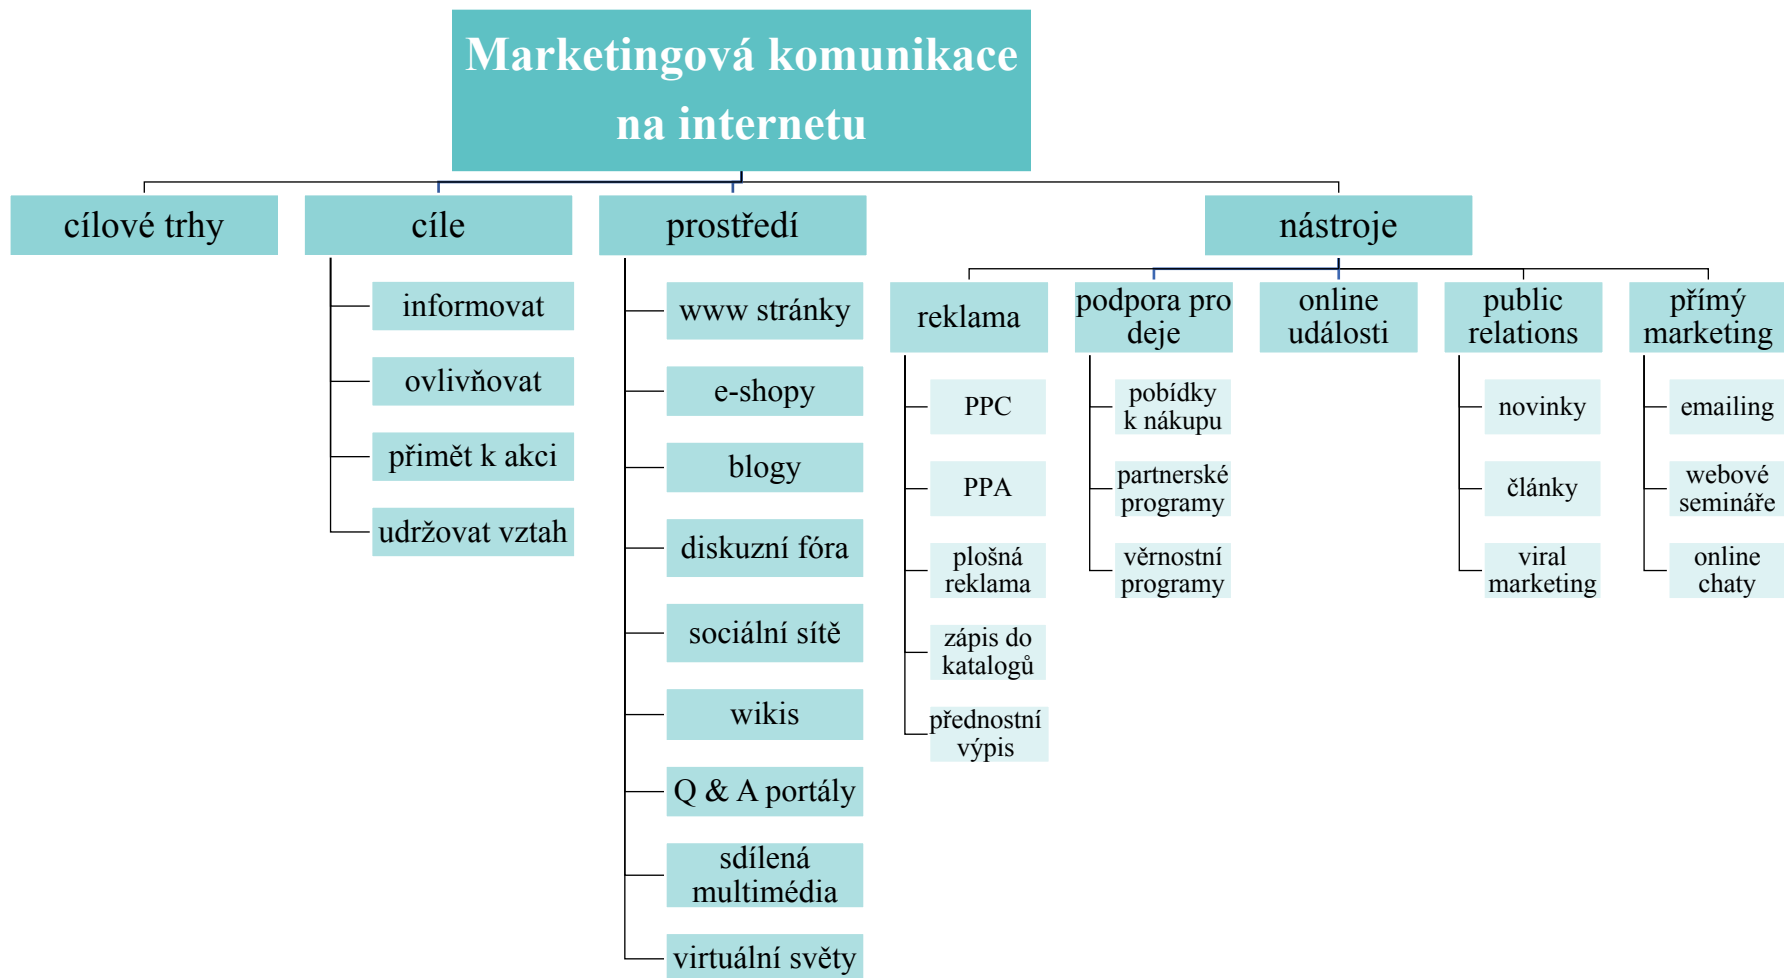 Marketingová komunikace
na internetu
cílové trhy
cíle
informovat
ovlivňovat
přimět k akci
udržovat vztah
prostředí
www stránky
e-shopy
blogy
diskuzní fóra
sociální sítě
wikis
Q & A portály
sdílená
multimédia
virtuální světy
nástroje
reklama
PPC
PPA
plošná
reklama
zápis do
katalogů
přednostní
výpis
podpora pro
deje
pobídky
k nákupu
partnerské
programy
věrnostní
programy
online
události
public
relations
novinky
články
viral
marketing
přímý
marketing
emailing
webové
semináře
online
chaty